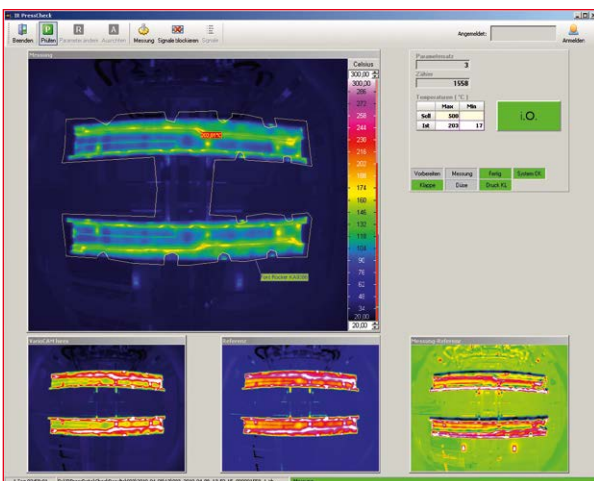 IR PressCheck
Beenden Prüfen Parameter ändern Ausrichten Messung Signale blockieren Signale
Angemeldet:
Anmelden
Messung
Celsius
300,00
300,00
286
272
258
244
230
216
202
188
174
160
146
132
118
104
90
76
62
48
34
20,00
20,00
Parametersatz
3
Zähler
1558
Temperaturen [ °C ]
Max Min
Soll 500
Ist 203 17
i.O.
Vorbereiten Messung Fertig System OK
Klappe Düse Druck KL
VarioCAM basic
Referenz
Messung-Referenz